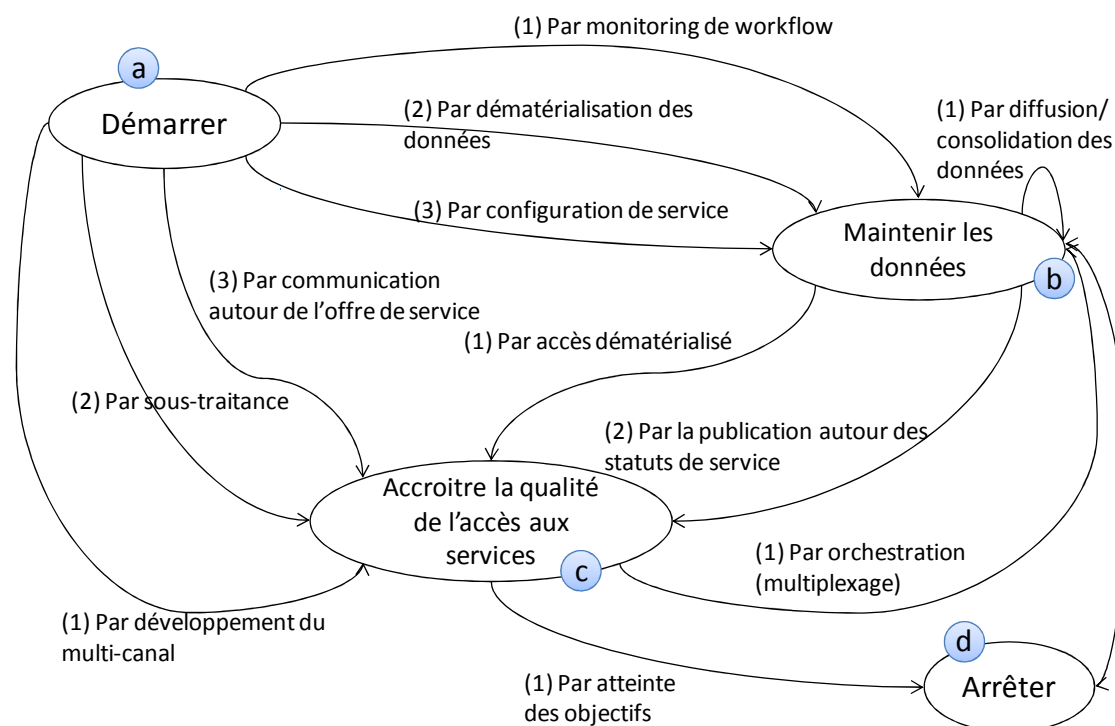 (1) Par monitoring de workflow
a
Démarrer
(2) Par dématérialisation des
données
(1) Par diffusion/
consolidation des
données
(3) Par configuration de service
Maintenir les
données
b
(3) Par communication
autour de l’offre de service
(1) Par accès dématérialisé
(2) Par sous-traitance
(2) Par la publication autour des
statuts de service
Accroitre la qualité
de l’accès aux
services
c
(1) Par orchestration
(multiplexage)
(1) Par développement du
multi-canal
d
Arrêter
(1) Par atteinte
des objectifs